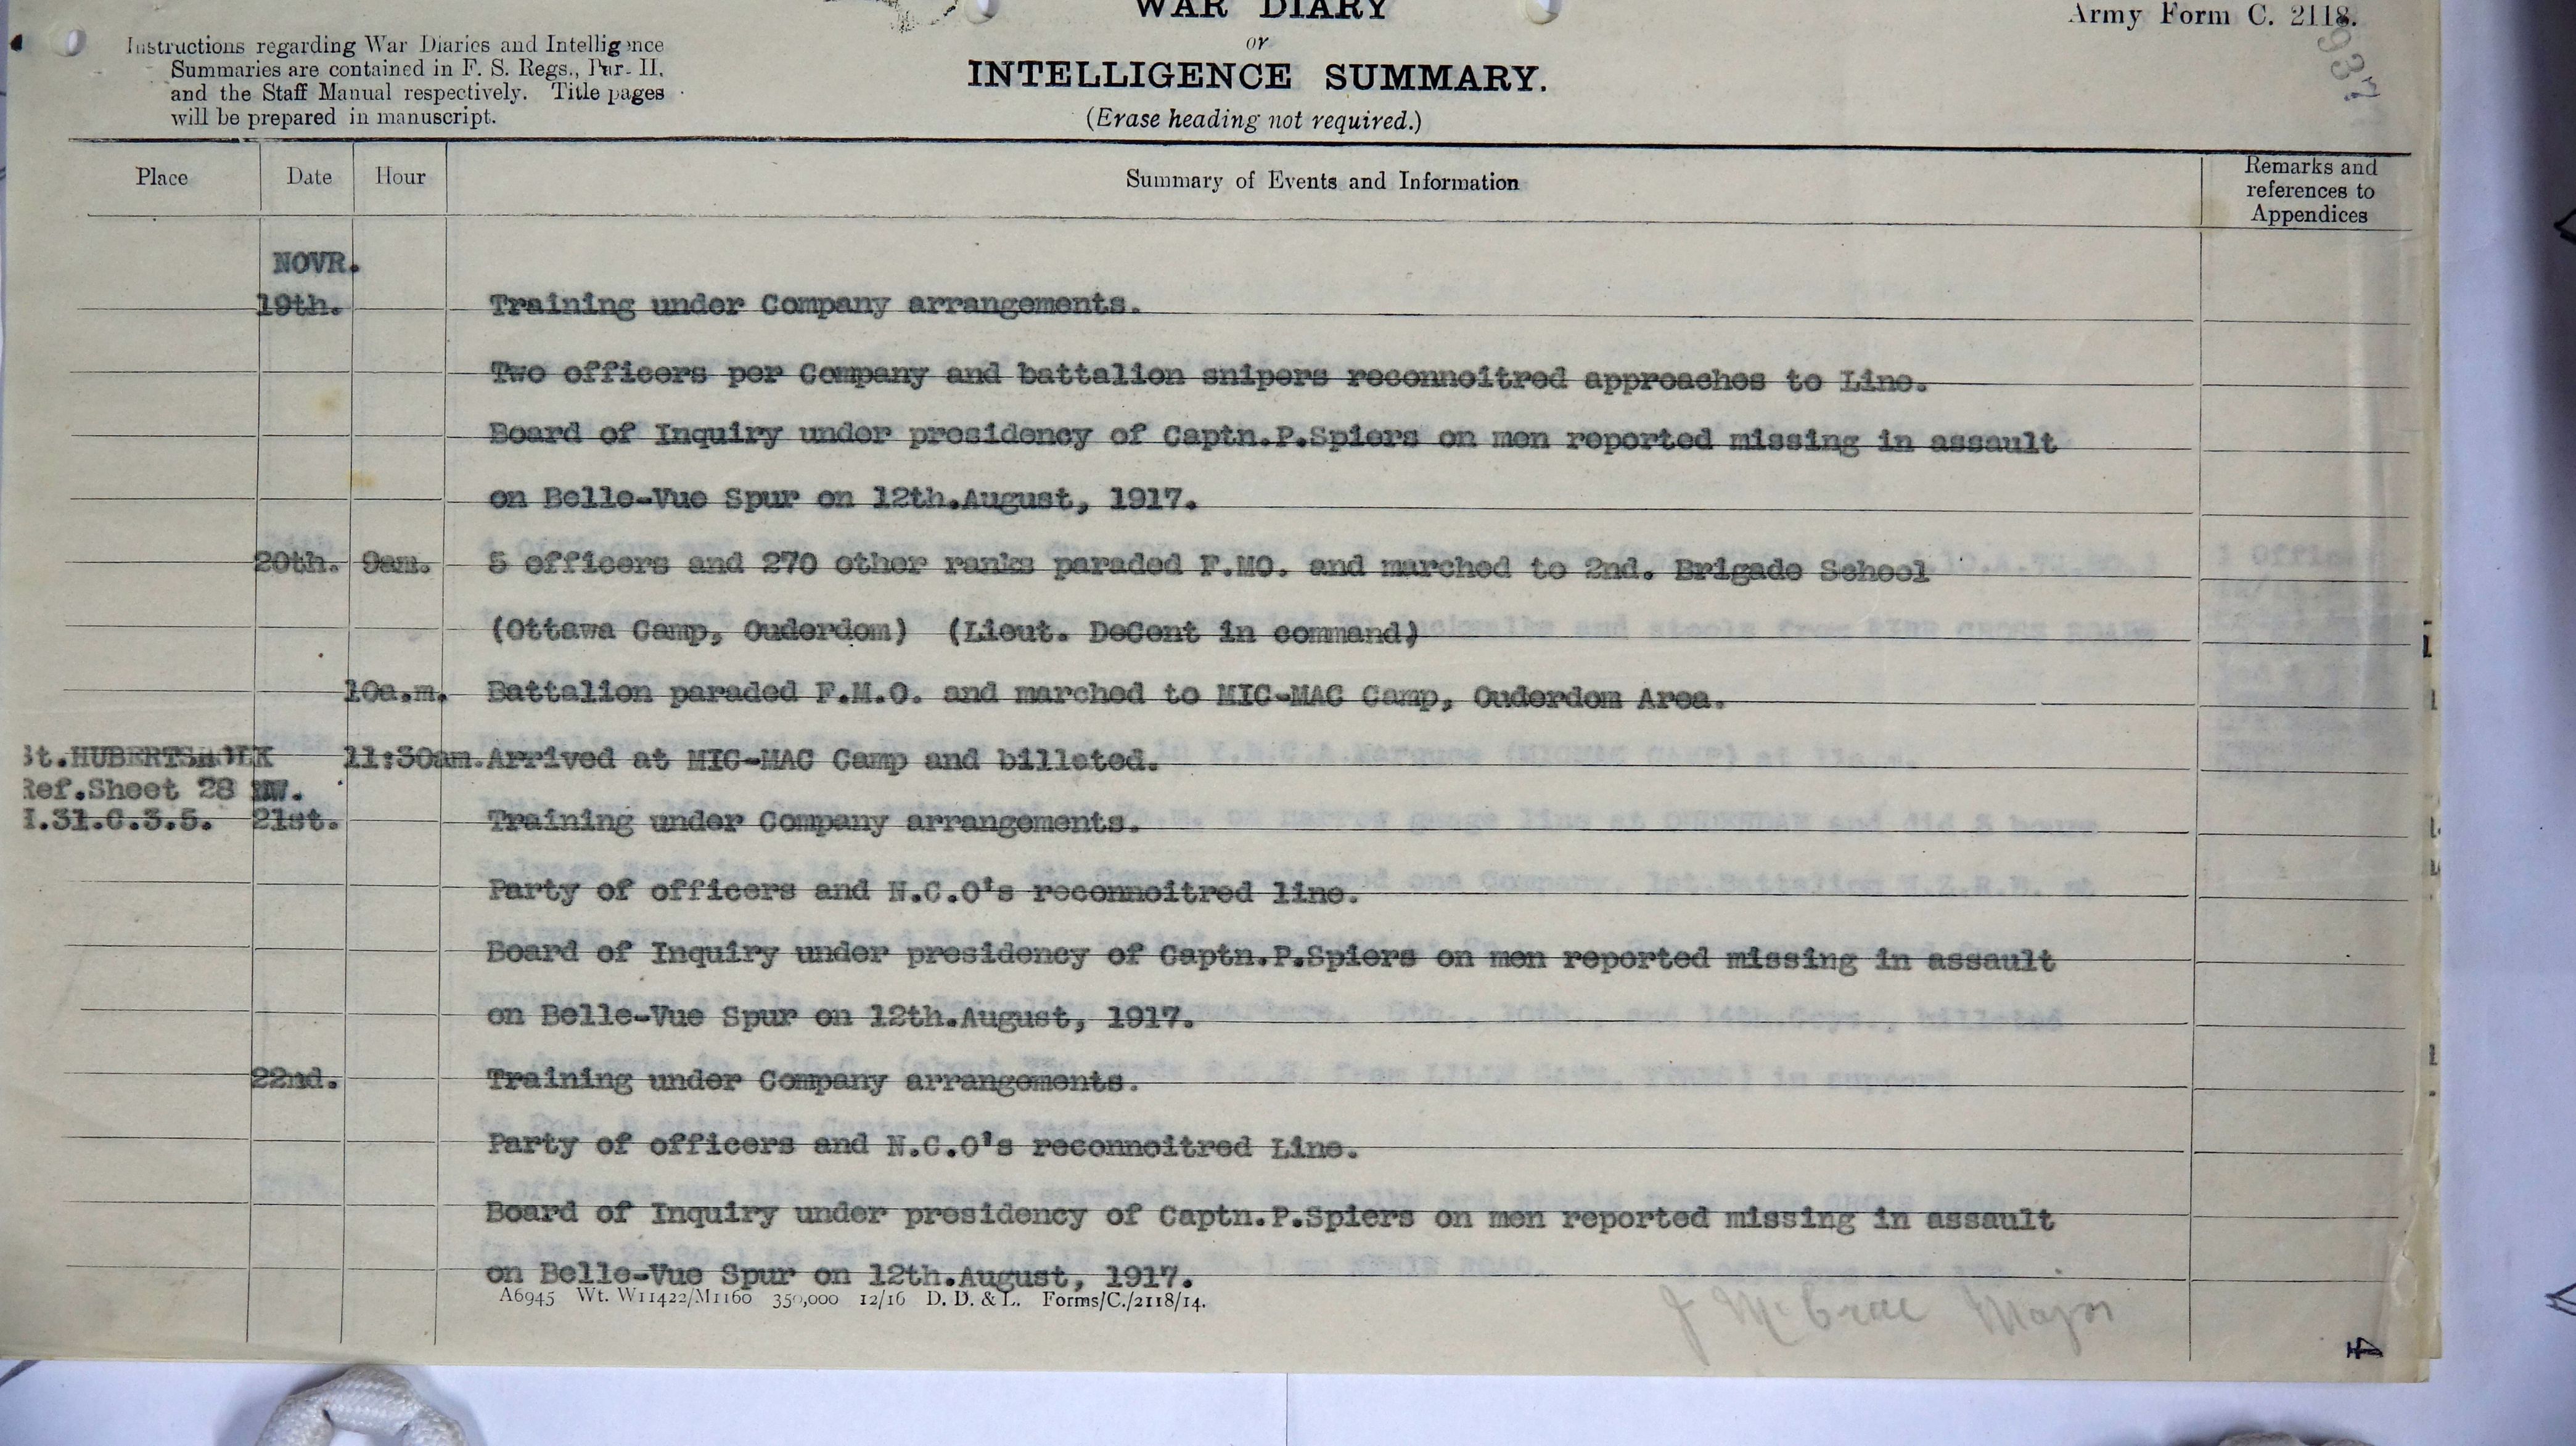 WAR DIARY
or
INTELLIGENCE SUMMARY.
(Erase heading not required.)
Army Form C. 2118.
Instructions regarding War Diaries and Intelligence
Summaries are contained in F. S. Regs., Part II.
and the Staff Manual respectively. Title pages
will be prepared in manuscript.
Place Date Hour Summary of Events and Information Remarks and
references to
Appendices
NOVR.
19th. Training under Company arrangements.
Two officers per Company and battalion snipers reconnoitred approaches to Line.
Board of Inquiry under presidency of Captn.P.Spiers on men reported missing in assault
on Belle-Vue Spur on 12th.August, 1917.
20th. 9am. 5 officers and 270 other ranks paraded F.MO. and marched to 2nd. Brigade School
(Ottawa Camp, Ouderdom) (Lieut. DeCent in command)
10a.m. Battalion paraded F.M.O. and marched to MIC-MAC Camp, Ouderdom Area.
St.HUBERTSHOEK 11:30am. Arrived at MIC-MAC Camp and billeted.
Ref.Sheet 28 NW.
21st. Training under Company arrangements.
Party of officers and N.C.O's reconnoitred line.
Board of Inquiry under presidency of Captn.P.Spiers on men reported missing in assault
on Belle-Vue Spur on 12th.August, 1917.
22nd. Training under Company arrangements.
Party of officers and N.C.O's reconnoitred Line.
Board of Inquiry under presidency of Captn.P.Spiers on men reported missing in assault
on Belle-Vue Spur on 12th.August, 1917.
A6945 Wt. W11422/M1160 350,000 12/16 D. D. & L. Forms/C./2118/14.
J McCrae Major